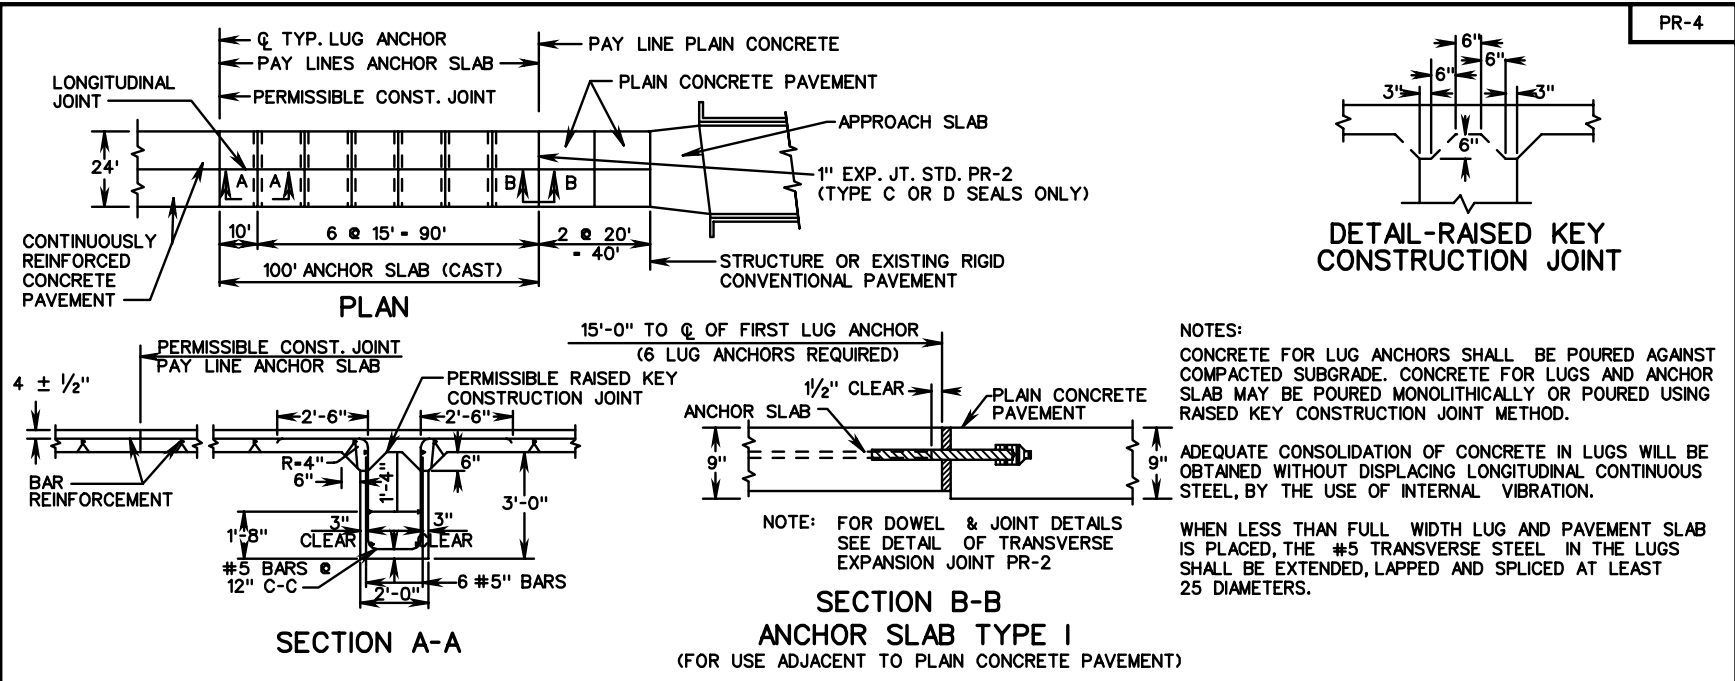 PR-4
℄ TYP. LUG ANCHOR
PAY LINES ANCHOR SLAB
PERMISSIBLE CONST. JOINT
PAY LINE PLAIN CONCRETE
PLAIN CONCRETE PAVEMENT
APPROACH SLAB
1" EXP. JT. STD. PR-2
(TYPE C OR D SEALS ONLY)
LONGITUDINAL
JOINT
24'
A A
B B
CONTINUOUSLY
REINFORCED
CONCRETE
PAVEMENT
10'
6 @ 15' = 90'
2 @ 20'
= 40'
100' ANCHOR SLAB (CAST)
STRUCTURE OR EXISTING RIGID
CONVENTIONAL PAVEMENT
PLAN
6"
6"
6"
3"
3"
6"
DETAIL-RAISED KEY
CONSTRUCTION JOINT
PERMISSIBLE CONST. JOINT
PAY LINE ANCHOR SLAB
4 ± 1/2"
PERMISSIBLE RAISED KEY
CONSTRUCTION JOINT
2'-6"
2'-6"
R=4"
6"
6"
1'-4"
BAR
REINFORCEMENT
3'-0"
1'-8"
3"
CLEAR
3"
CLEAR
#5 BARS @
12" C-C
6 #5" BARS
2'-0"
SECTION A-A
15'-0" TO ℄ OF FIRST LUG ANCHOR
(6 LUG ANCHORS REQUIRED)
1 1/2" CLEAR
ANCHOR SLAB
PLAIN CONCRETE
PAVEMENT
9"
9"
NOTE: FOR DOWEL & JOINT DETAILS
SEE DETAIL OF TRANSVERSE
EXPANSION JOINT PR-2
SECTION B-B
ANCHOR SLAB TYPE I
(FOR USE ADJACENT TO PLAIN CONCRETE PAVEMENT)
NOTES:
CONCRETE FOR LUG ANCHORS SHALL BE POURED AGAINST
COMPACTED SUBGRADE. CONCRETE FOR LUGS AND ANCHOR
SLAB MAY BE POURED MONOLITHICALLY OR POURED USING
RAISED KEY CONSTRUCTION JOINT METHOD.
ADEQUATE CONSOLIDATION OF CONCRETE IN LUGS WILL BE
OBTAINED WITHOUT DISPLACING LONGITUDINAL CONTINUOUS
STEEL, BY THE USE OF INTERNAL VIBRATION.
WHEN LESS THAN FULL WIDTH LUG AND PAVEMENT SLAB
IS PLACED, THE #5 TRANSVERSE STEEL IN THE LUGS
SHALL BE EXTENDED, LAPPED AND SPLICED AT LEAST
25 DIAMETERS.